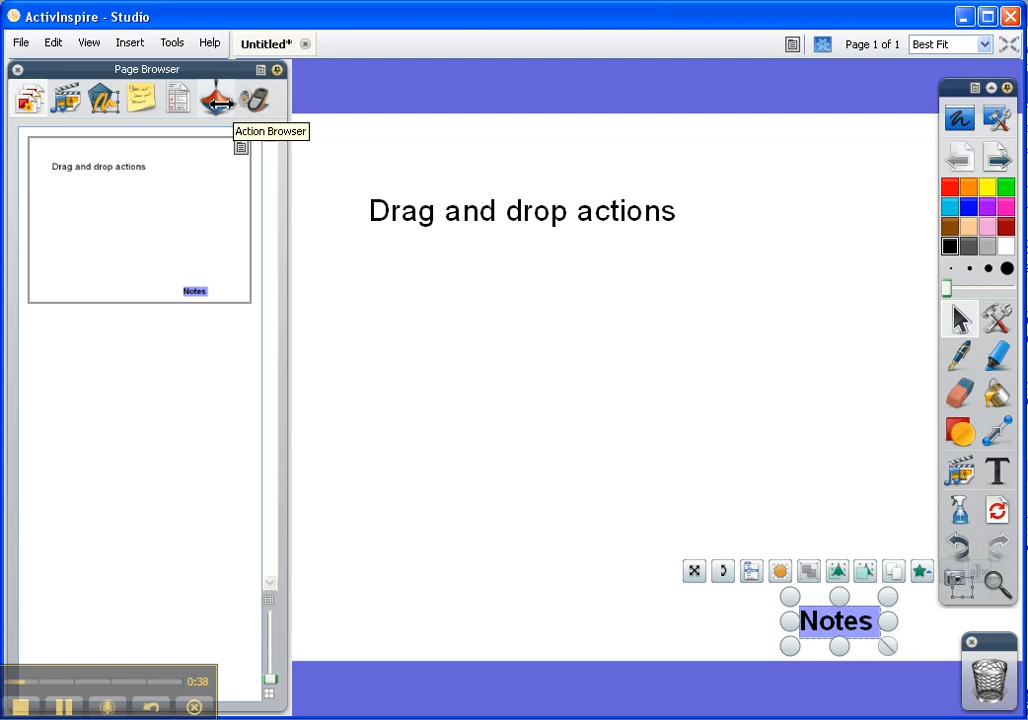 ActivInspire - Studio
File Edit View Insert Tools Help Untitled* Page 1 of 1 Best Fit
Page Browser
Action Browser
Drag and drop actions
Notes
Drag and drop actions
Notes
0:38